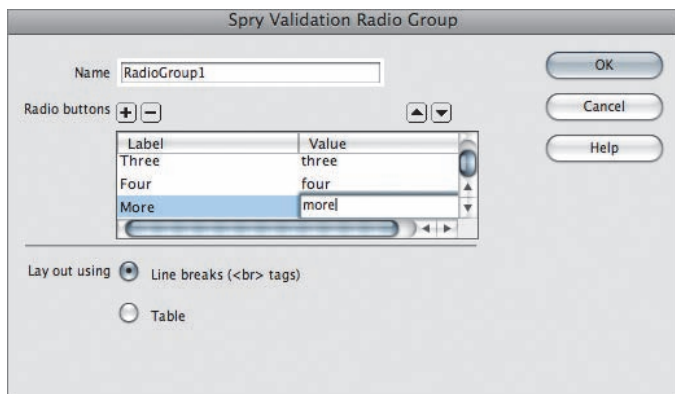 Spry Validation Radio Group
Name RadioGroup1
OK
Radio buttons
Cancel
Label Value
Help
Three three
Four four
More more
Lay out using Line breaks (<br> tags)
Table